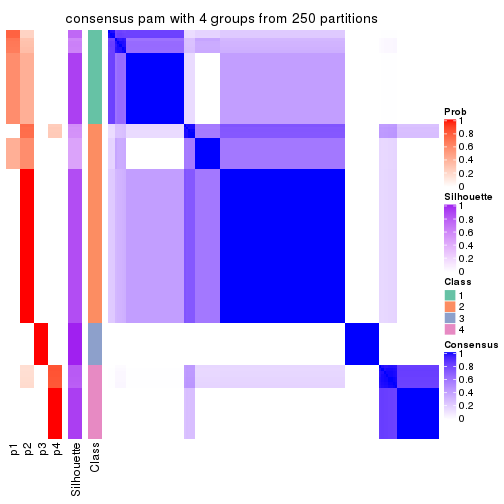 consensus pam with 4 groups from 250 partitions
Prob
1
0.8
0.6
0.4
0.2
0
Silhouette
1
0.8
0.6
0.4
0.2
0
Class
1
2
3
4
Consensus
1
0.8
0.6
0.4
0.2
0
p1
p2
p3
p4
Silhouette
Class